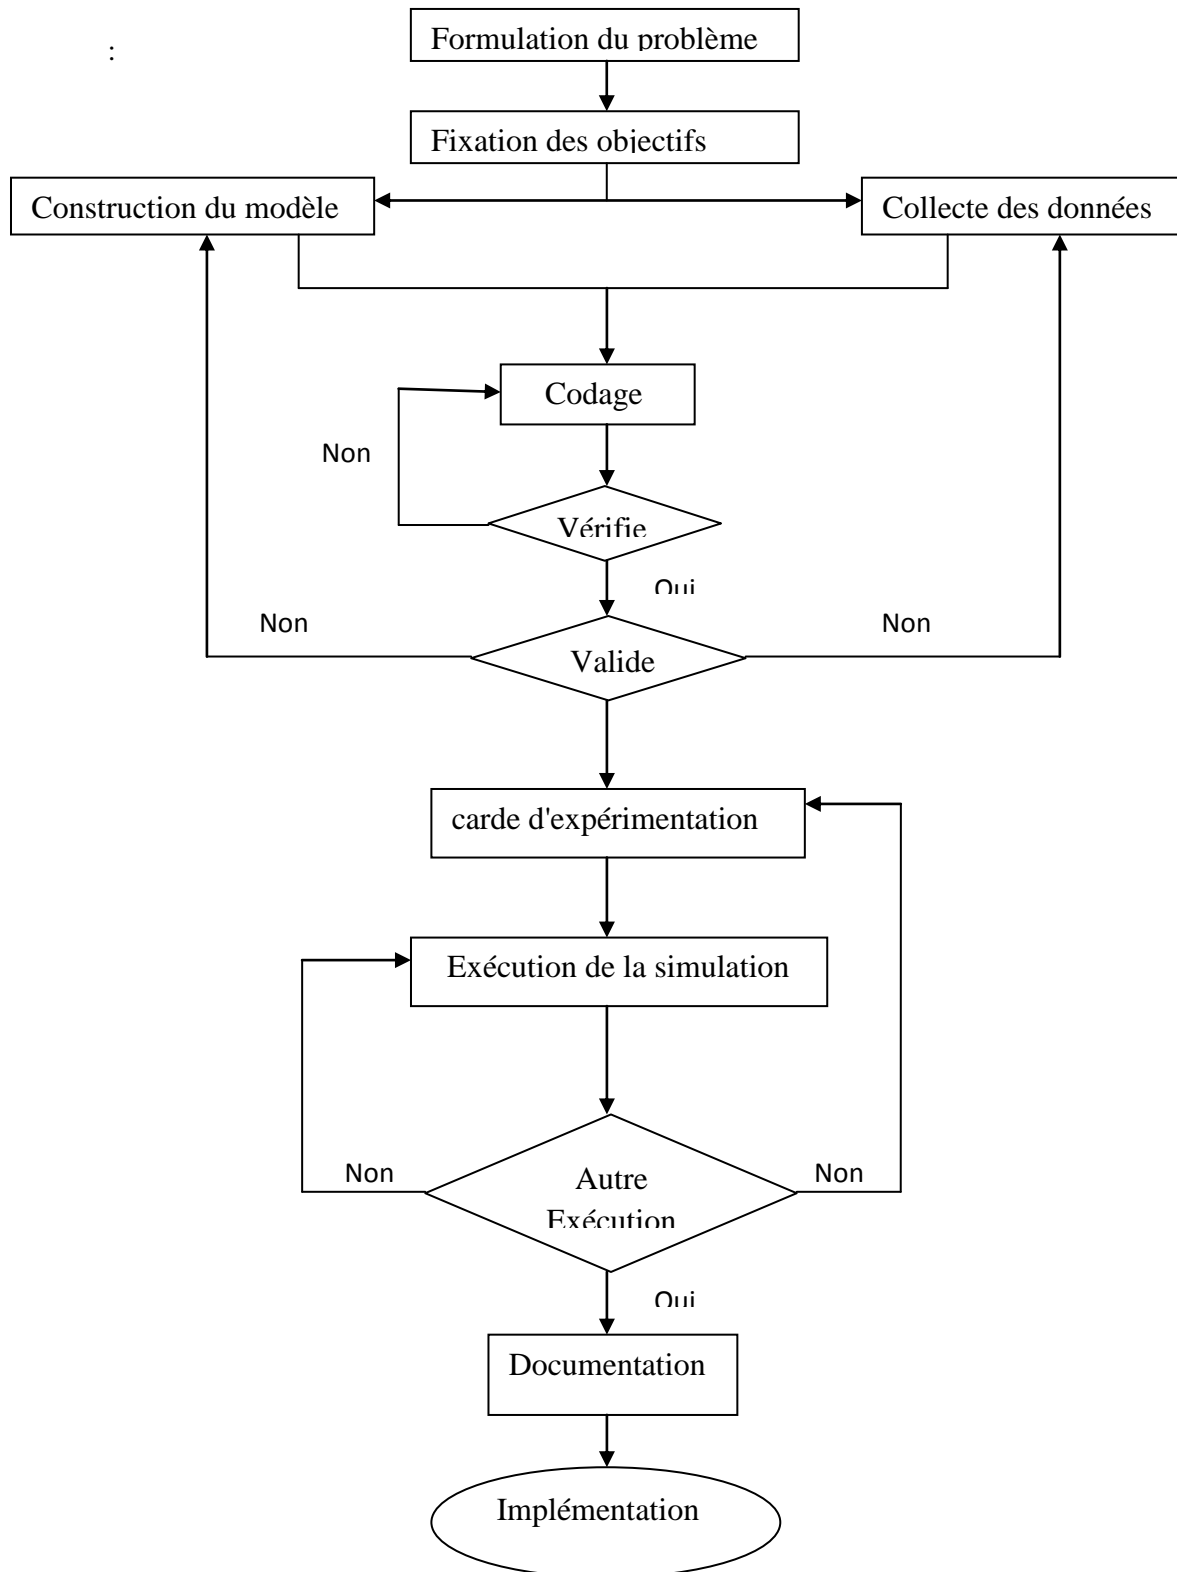 Formulation du problème
:
Fixation des objectifs
Construction du modèle
Collecte des données
Codage
Non
Vérifie
Oui
Non
Non
Valide
carde d'expérimentation
Exécution de la simulation
Non
Autre
Exécution
Non
Oui
Documentation
Implémentation